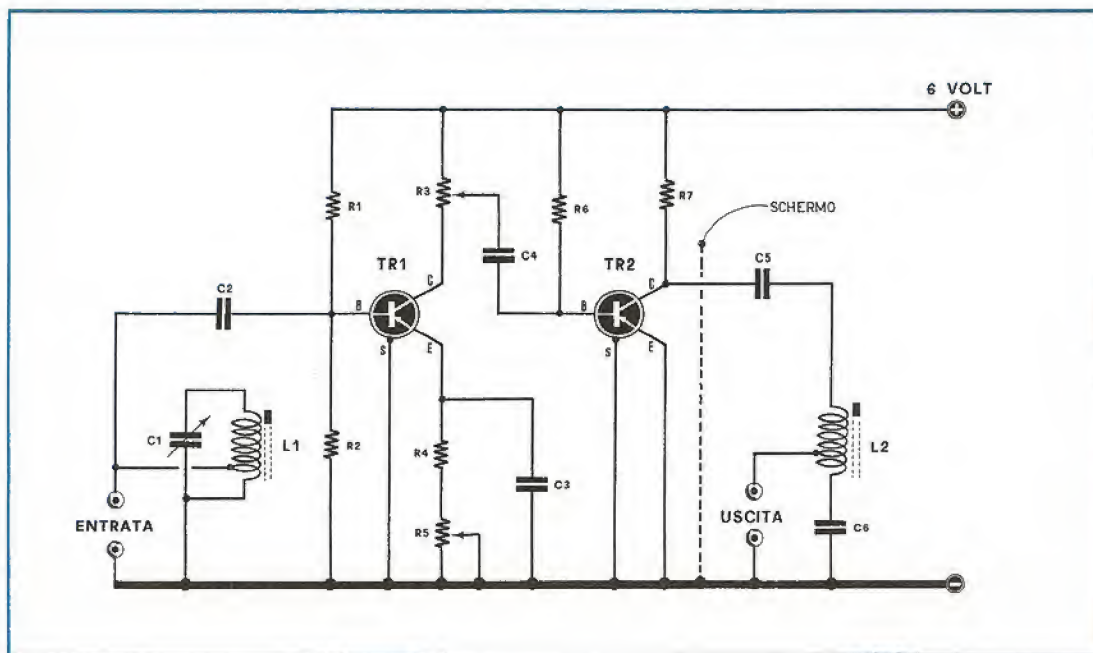 6 VOLT
+
R1
R3
R6
R7
SCHERMO
C4
C5
TR1
TR2
C2
C
C
B
B
S
E
S
E
C1
L1
R2
R4
C3
L2
ENTRATA
R5
USCITA
C6
-